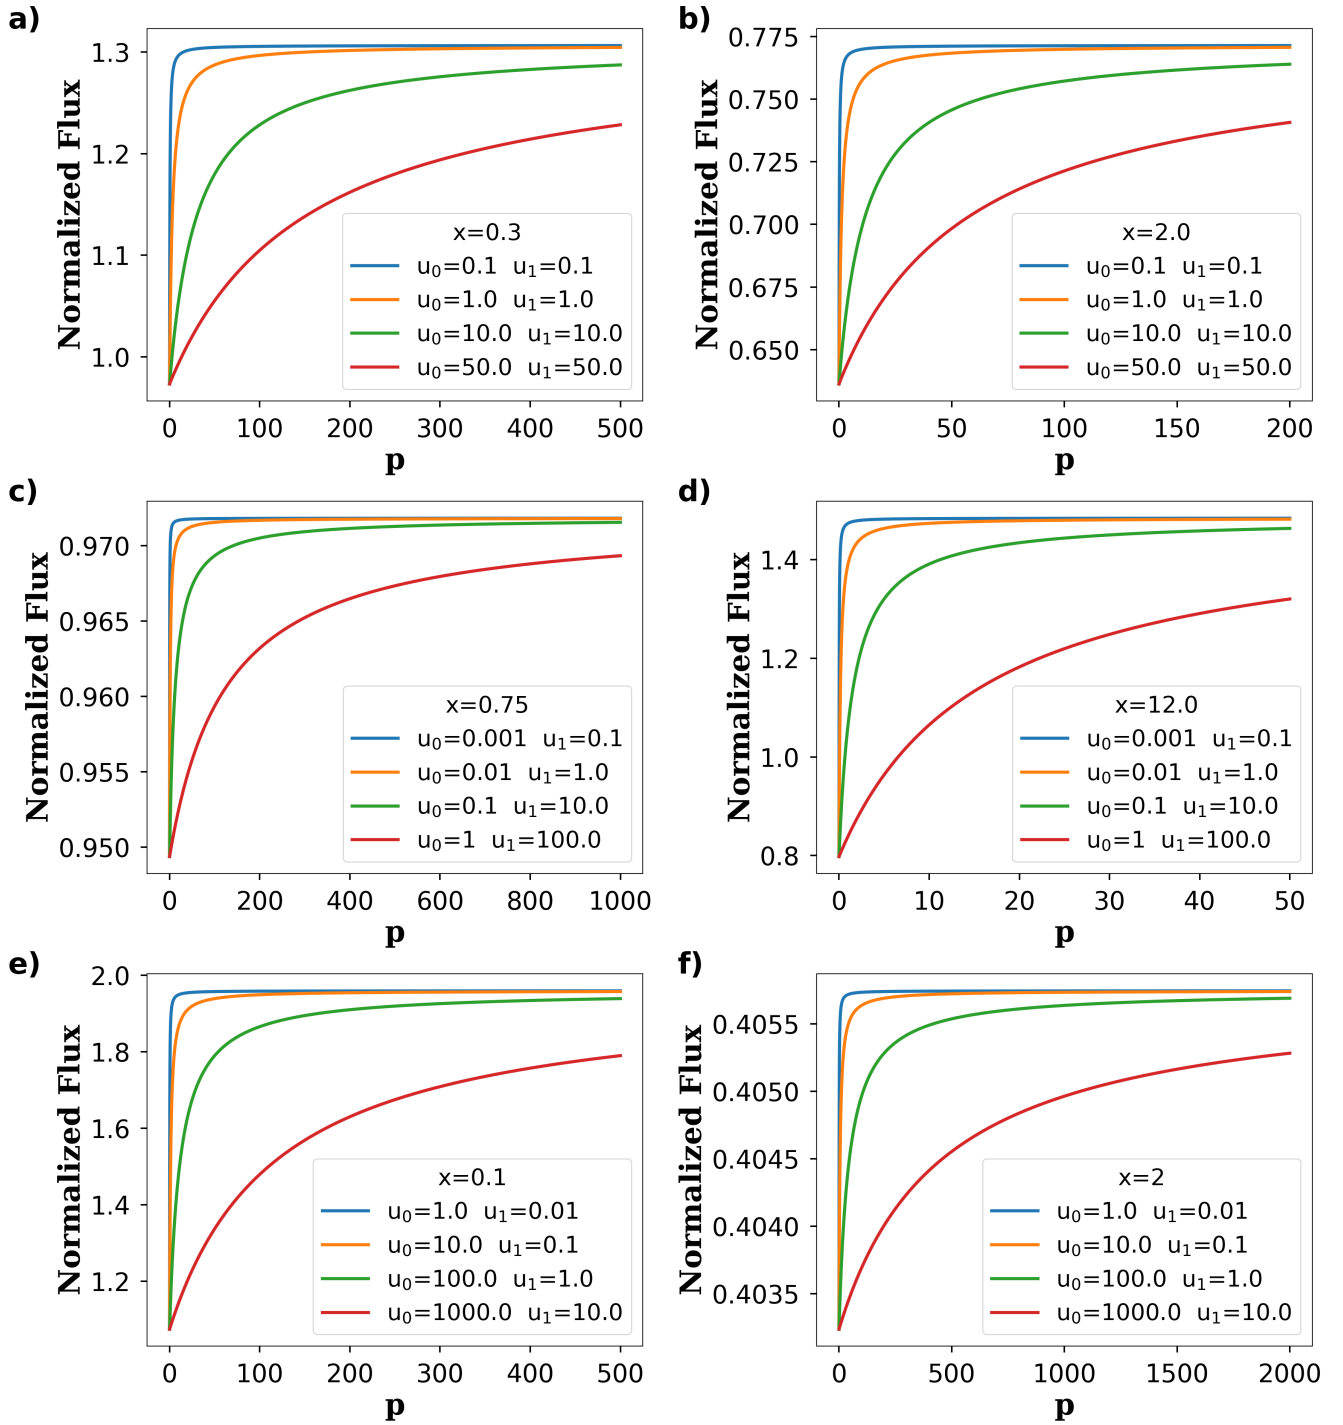 a)
Normalized Flux
1.3
1.2
1.1
1.0
x=0.3
u₀=0.1 u₁=0.1
u₀=1.0 u₁=1.0
u₀=10.0 u₁=10.0
u₀=50.0 u₁=50.0
0 100 200 300 400 500
p
b)
Normalized Flux
0.775
0.750
0.725
0.700
0.675
0.650
x=2.0
u₀=0.1 u₁=0.1
u₀=1.0 u₁=1.0
u₀=10.0 u₁=10.0
u₀=50.0 u₁=50.0
0 50 100 150 200
p
c)
Normalized Flux
0.970
0.965
0.960
0.955
0.950
x=0.75
u₀=0.001 u₁=0.1
u₀=0.01 u₁=1.0
u₀=0.1 u₁=10.0
u₀=1 u₁=100.0
0 200 400 600 800 1000
p
d)
Normalized Flux
1.4
1.2
1.0
0.8
x=12.0
u₀=0.001 u₁=0.1
u₀=0.01 u₁=1.0
u₀=0.1 u₁=10.0
u₀=1 u₁=100.0
0 10 20 30 40 50
p
e)
Normalized Flux
2.0
1.8
1.6
1.4
1.2
x=0.1
u₀=1.0 u₁=0.01
u₀=10.0 u₁=0.1
u₀=100.0 u₁=1.0
u₀=1000.0 u₁=10.0
0 100 200 300 400 500
p
f)
Normalized Flux
0.4055
0.4050
0.4045
0.4040
0.4035
x=2
u₀=1.0 u₁=0.01
u₀=10.0 u₁=0.1
u₀=100.0 u₁=1.0
u₀=1000.0 u₁=10.0
0 500 1000 1500 2000
p